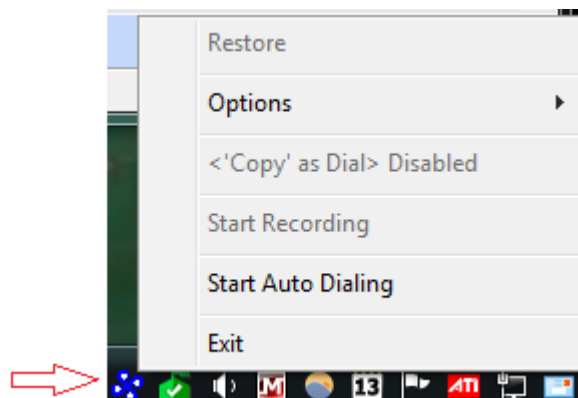 Restore
Options
<'Copy' as Dial> Disabled
Start Recording
Start Auto Dialing
Exit
M 13 ATI